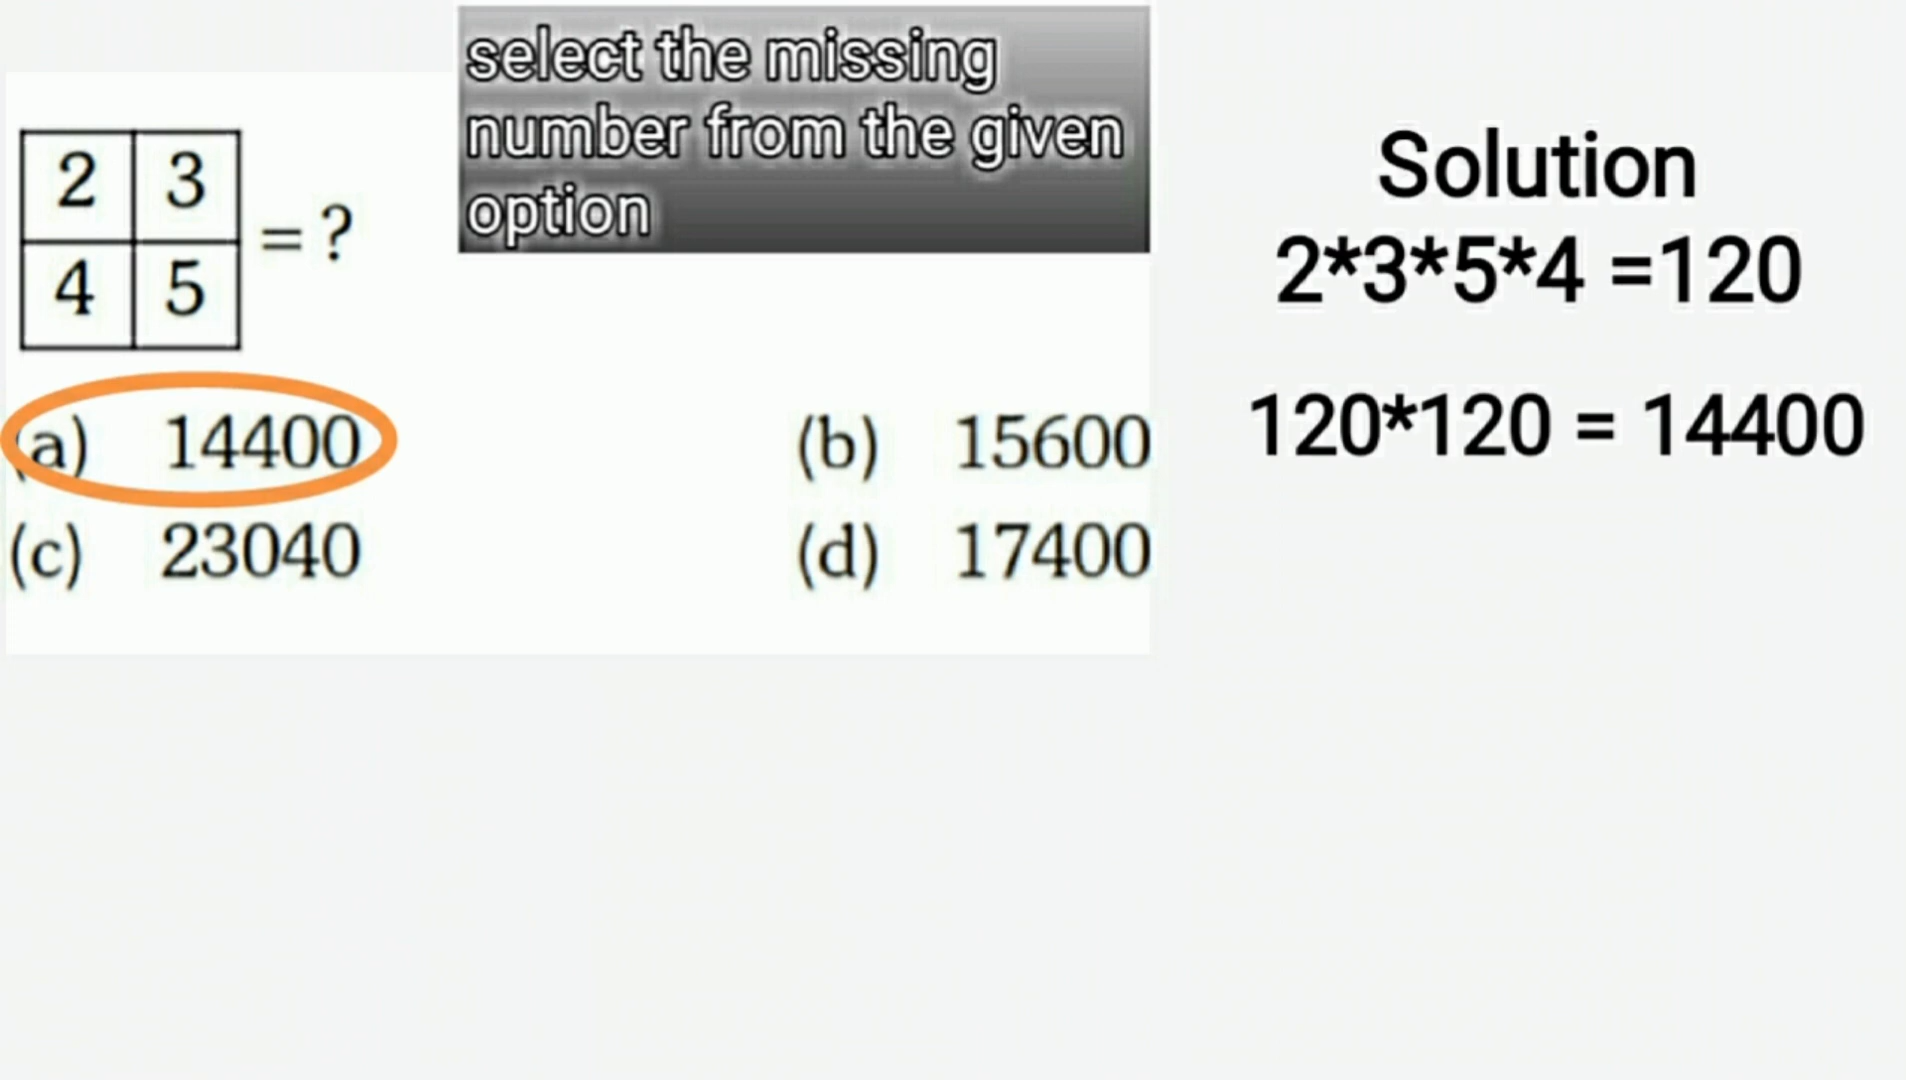 select the missing
number from the given
option
2 3
= ?
4 5
(a) 14400
(b) 15600
(c) 23040
(d) 17400
Solution
2*3*5*4 =120
120*120 = 14400